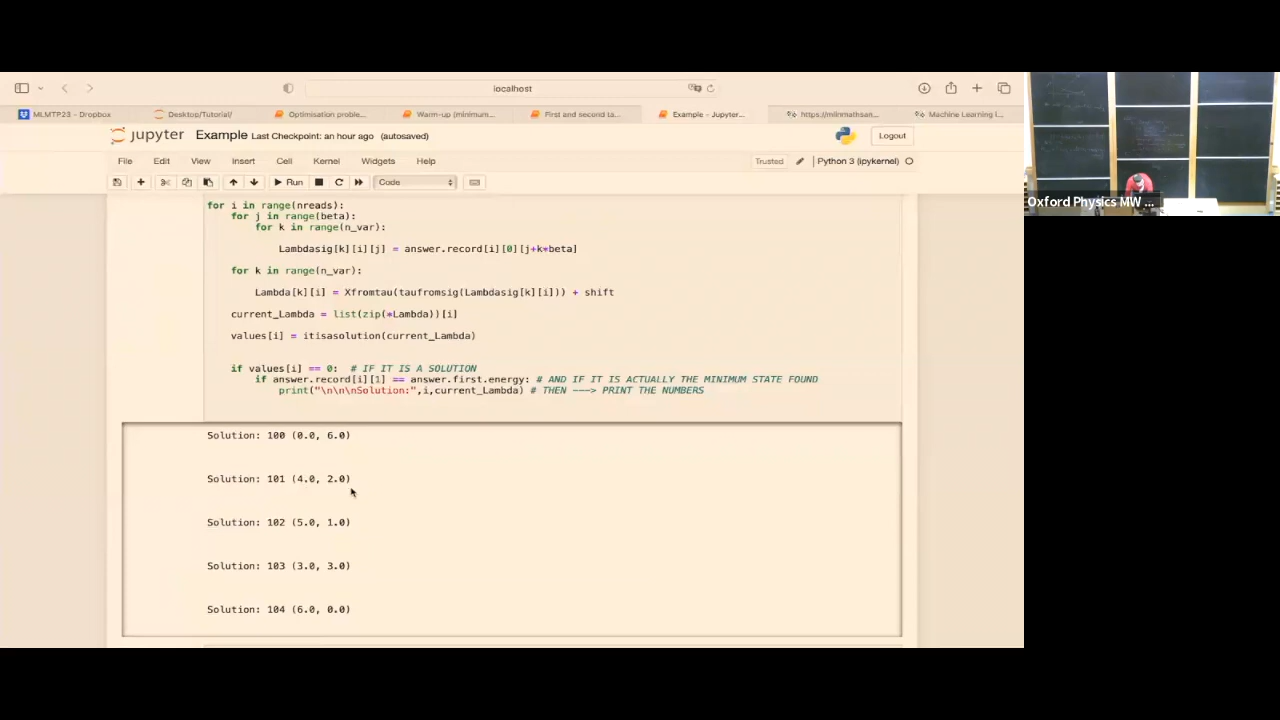 localhost
MLMTP23 - Dropbox
Desktop/Tutorial/
Optimisation proble...
Warm-up (minimum...
First and second ta...
Example - Jupyter...
https://mlinmathsan...
Machine Learning i...
jupyter Example Last Checkpoint: an hour ago (autosaved)
Logout
File Edit View Insert Cell Kernel Widgets Help
Trusted
Python 3 (ipykernel)
Run
Code
for i in range(nreads):
    for j in range(beta):
        for k in range(n_var):
            Lambdasig[k][i][j] = answer.record[i][0][j+k*beta]
    for k in range(n_var):
        Lambda[k][i] = Xfromtau(taufromsig(Lambdasig[k][i])) + shift
    current_Lambda = list(zip(*Lambda))[i]
    values[i] = itisasolution(current_Lambda)
    if values[i] == 0:  # IF IT IS A SOLUTION
        if answer.record[i][1] == answer.first.energy: # AND IF IT IS ACTUALLY THE MINIMUM STATE FOUND
            print("\n\n\nSolution:",i,current_Lambda) # THEN ---> PRINT THE NUMBERS
Solution: 100 (0.0, 6.0)
Solution: 101 (4.0, 2.0)
Solution: 102 (5.0, 1.0)
Solution: 103 (3.0, 3.0)
Solution: 104 (6.0, 0.0)
Oxford Physics MW ...